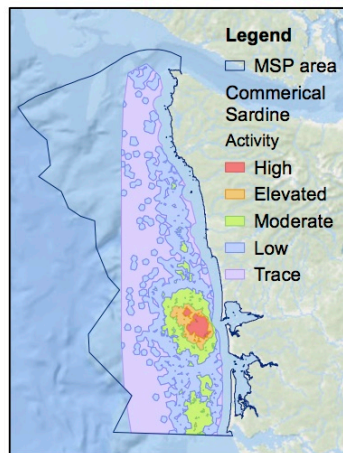 Legend
MSP area
Commerical
Sardine
Activity
High
Elevated
Moderate
Low
Trace